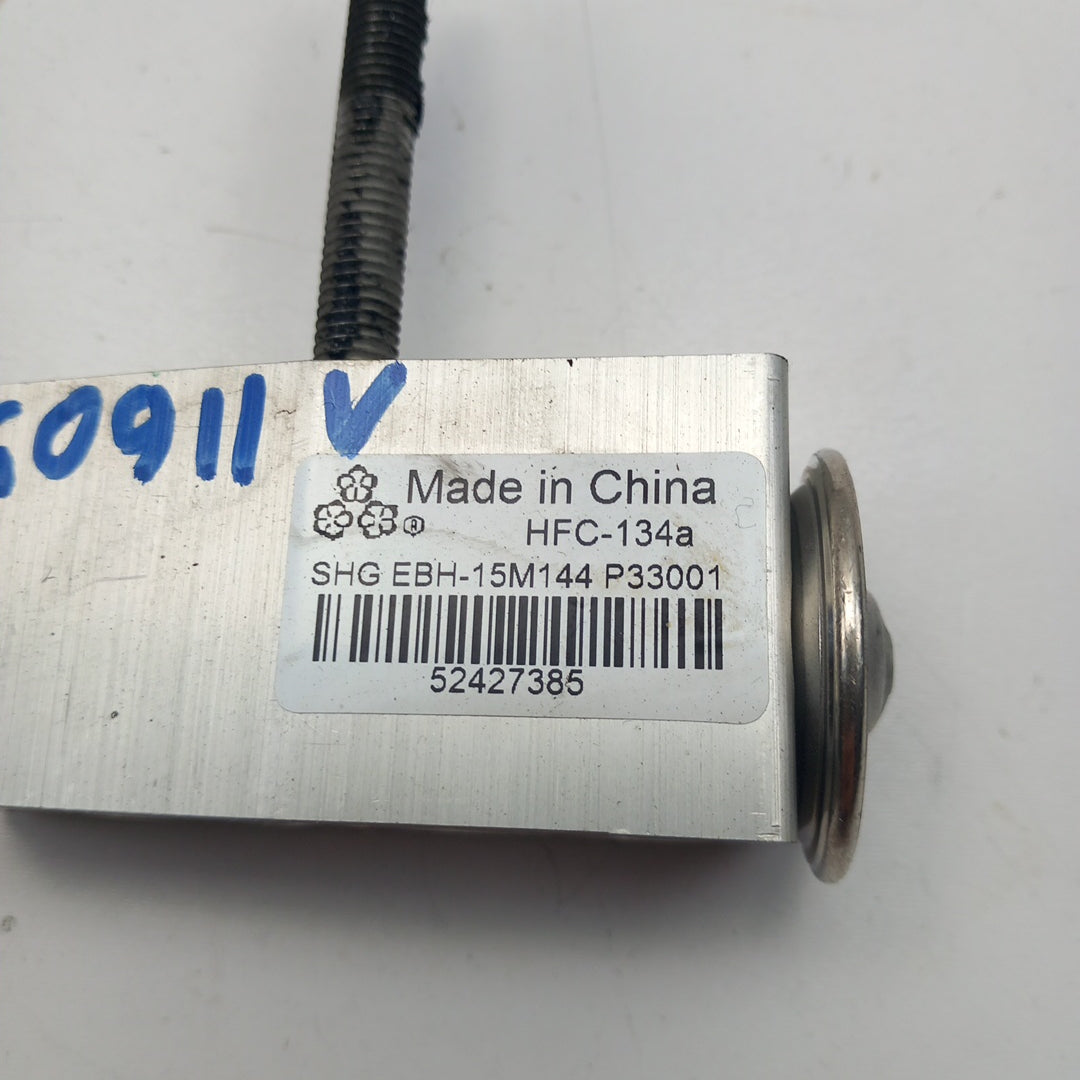 50911 V
Made in China
®
HFC-134a
SHG EBH-15M144 P33001
52427385